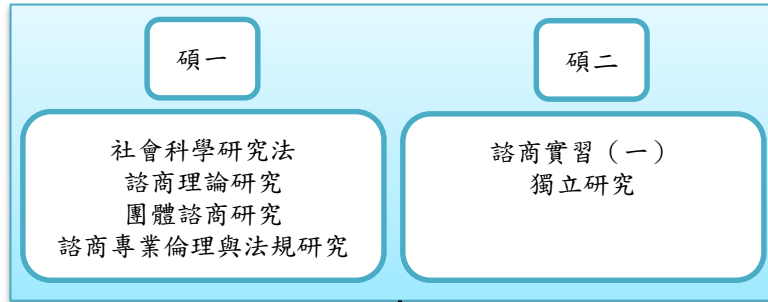 碩一
社會科學研究法
諮商理論研究
團體諮商研究
諮商專業倫理與法規研究
碩二
諮商實習（一）
獨立研究